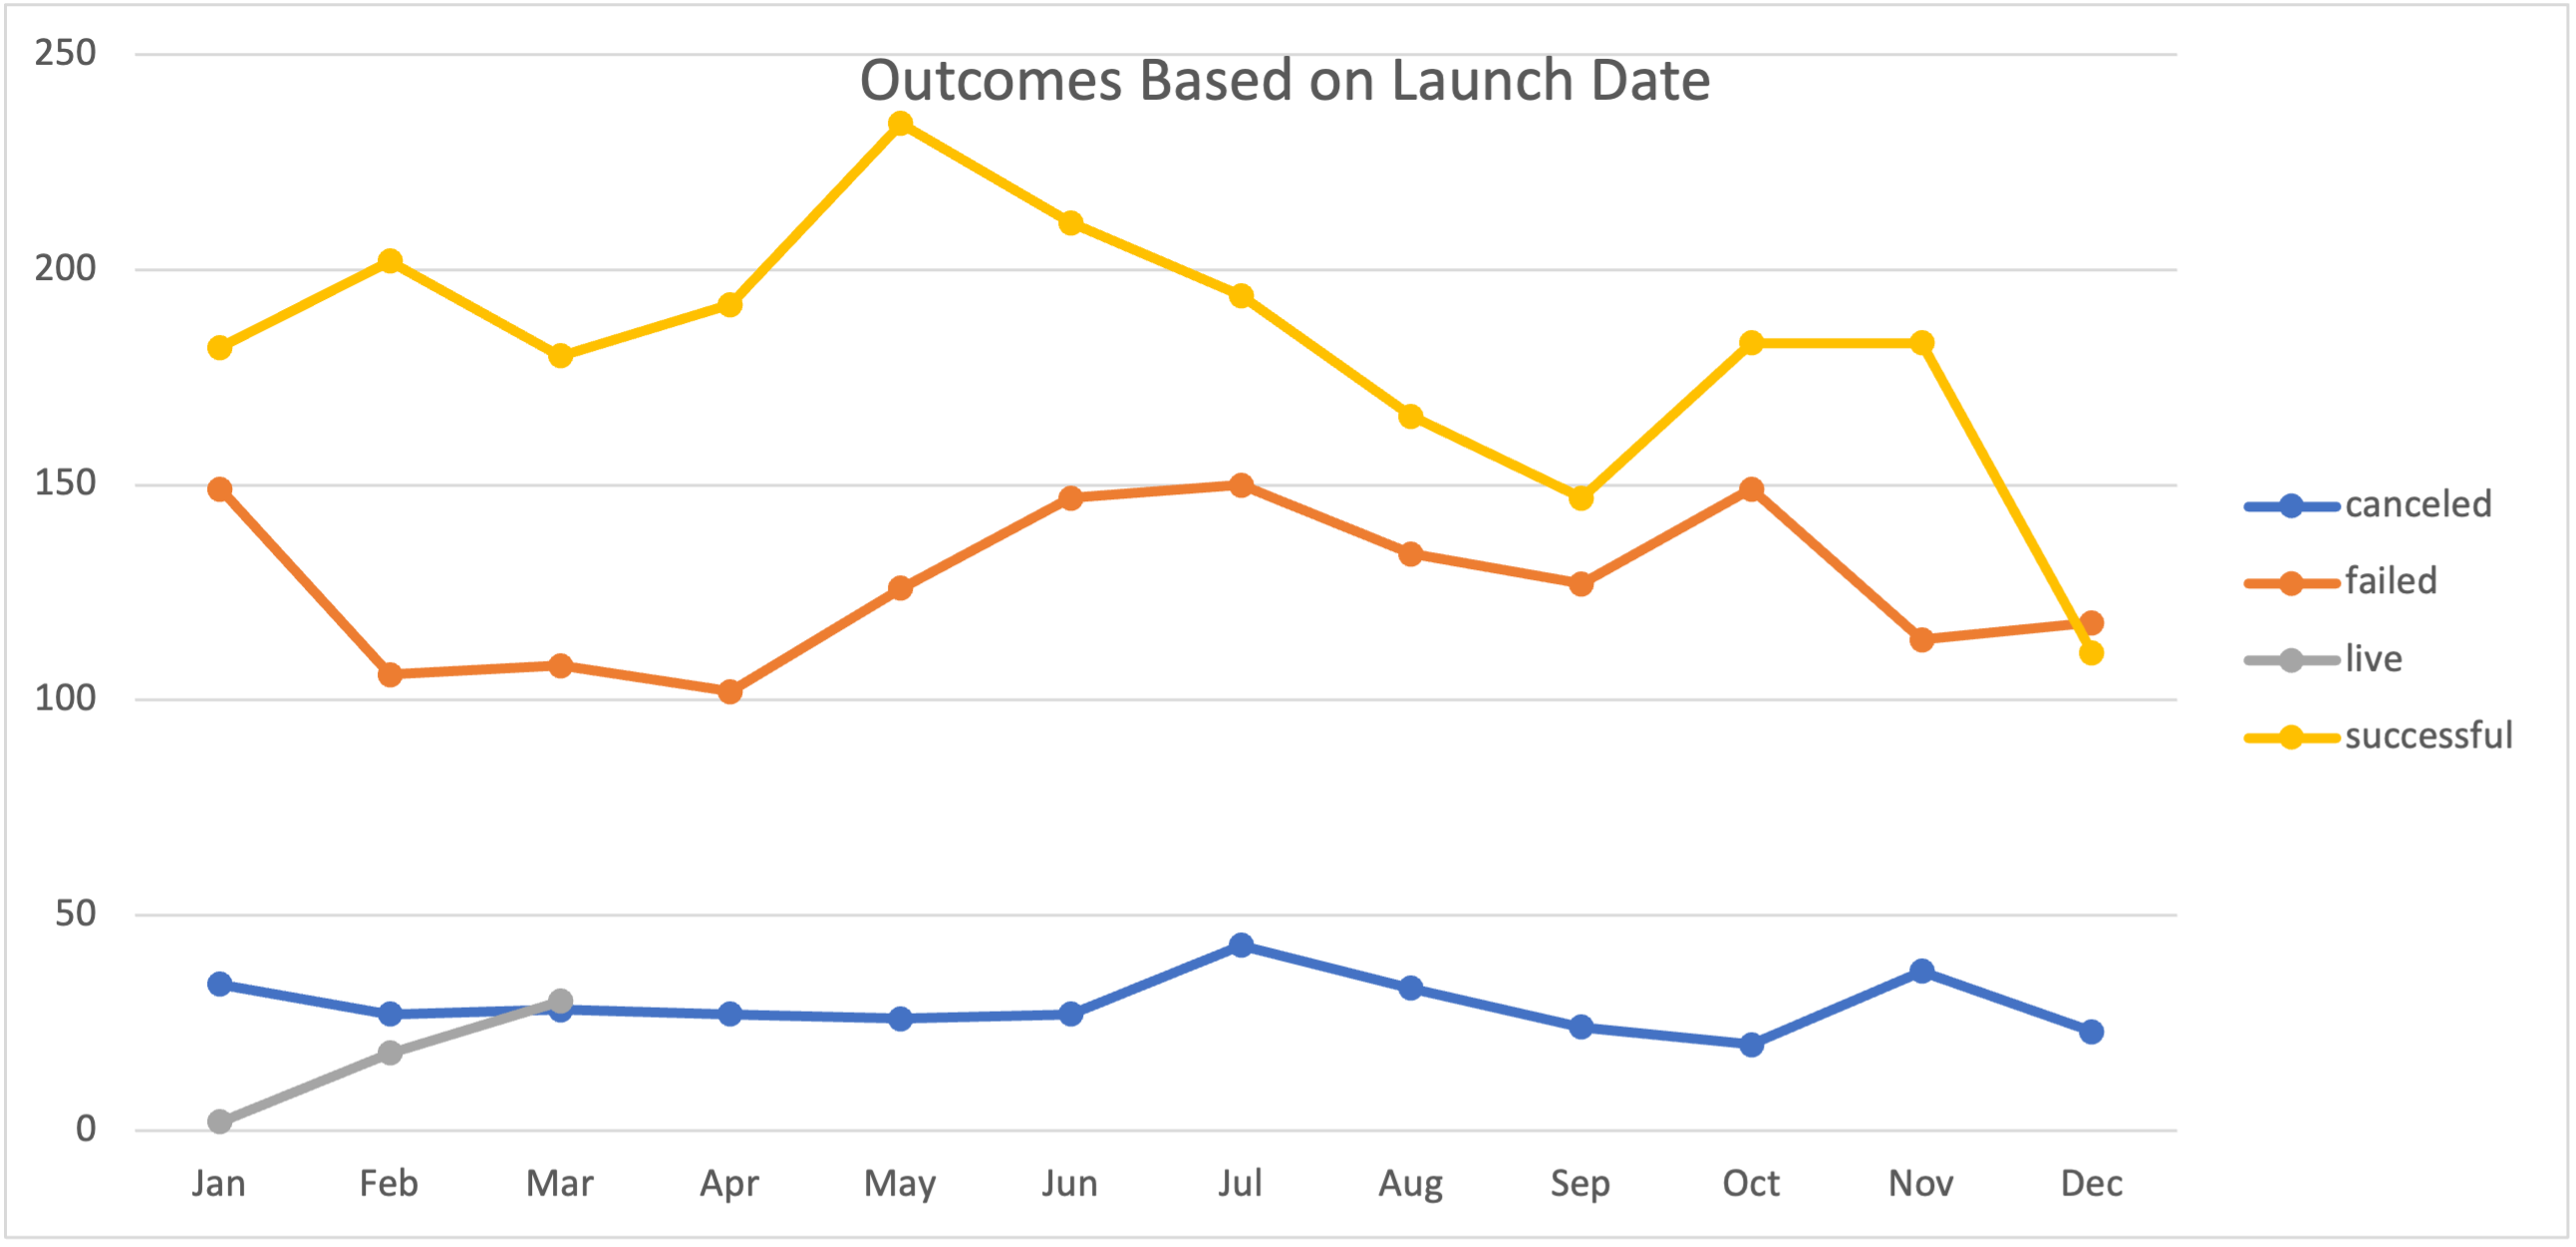 Outcomes Based on Launch Date
250
200
150
100
50
0
Jan Feb Mar Apr May Jun Jul Aug Sep Oct Nov Dec
canceled
failed
live
successful